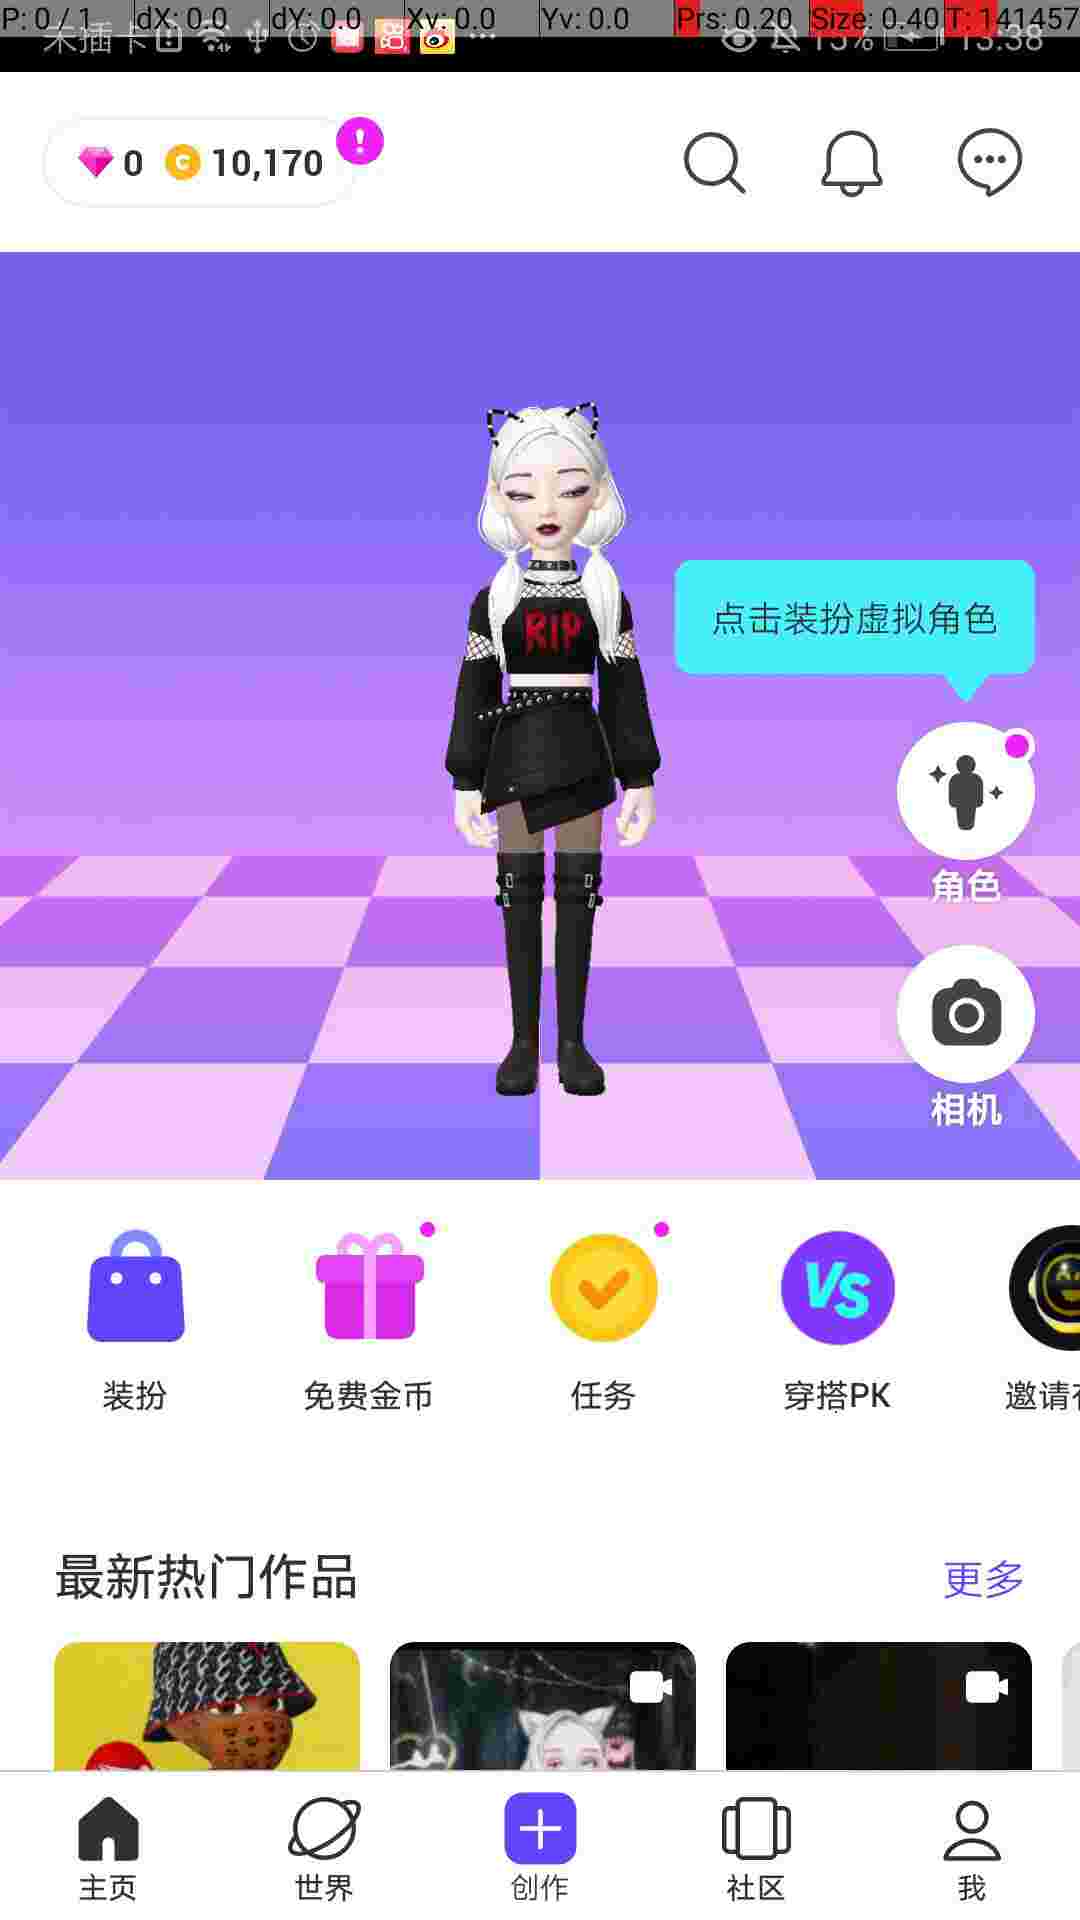 P: 0 / 1 dX: 0.0 dY: 0.0 Xv: 0.0 Yv: 0.0 Prs: 0.20 Size: 0.40 T: 141457
未插卡 13:38
0 10,170
点击装扮虚拟角色
RIP
角色
相机
装扮 免费金币 任务 穿搭PK 邀请
VS
最新热门作品 更多
主页 世界 创作 社区 我